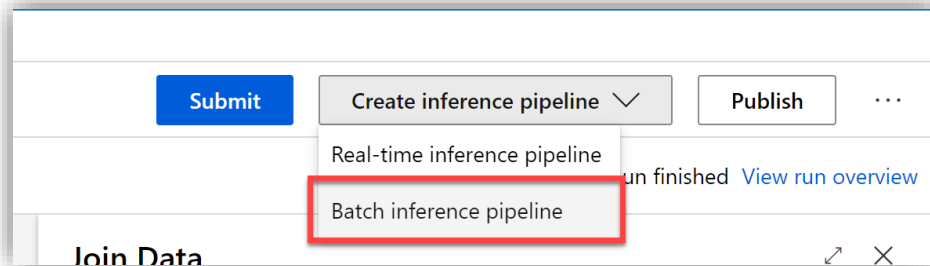 Submit Create inference pipeline Publish ...
Real-time inference pipeline
un finished View run overview
Batch inference pipeline
Join Data